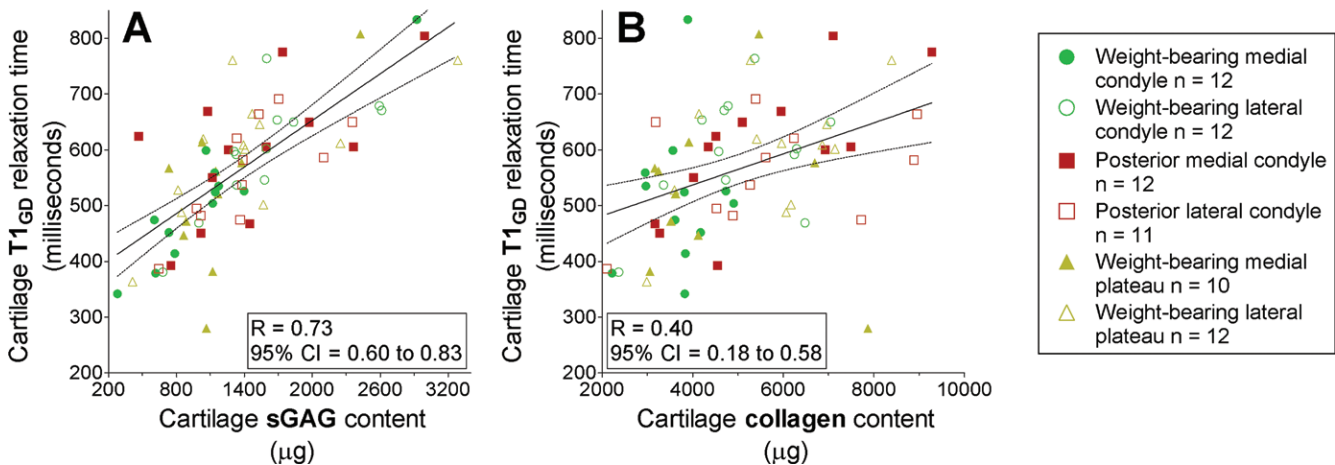 A
Cartilage T1GD relaxation time
(milliseconds)
800
700
600
500
400
300
200
R = 0.73
95% CI = 0.60 to 0.83
200 800 1400 2000 2600 3200
Cartilage sGAG content
(µg)
B
Cartilage T1GD relaxation time
(milliseconds)
800
700
600
500
400
300
200
R = 0.40
95% CI = 0.18 to 0.58
2000 4000 6000 8000 10000
Cartilage collagen content
(µg)
Weight-bearing medial
condyle n = 12
Weight-bearing lateral
condyle n = 12
Posterior medial condyle
n = 12
Posterior lateral condyle
n = 11
Weight-bearing medial
plateau n = 10
Weight-bearing lateral
plateau n = 12